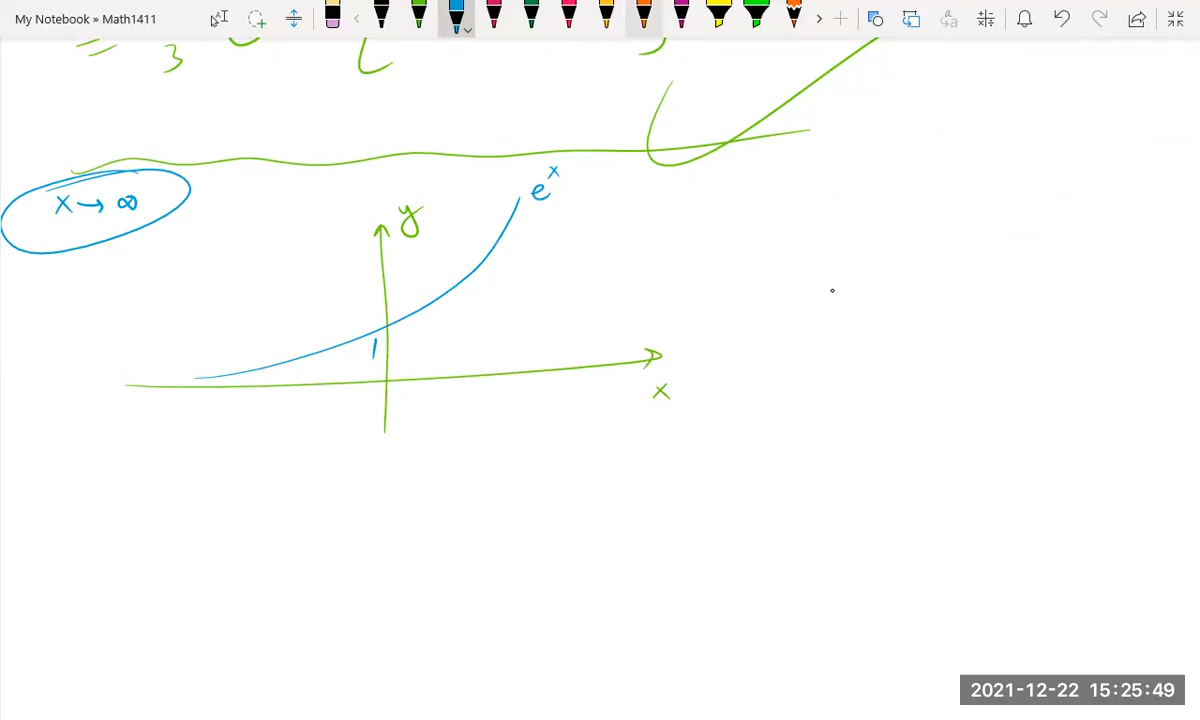 My Notebook » Math1411
x → ∞
e^x
y
1
x
2021-12-22 15:25:49